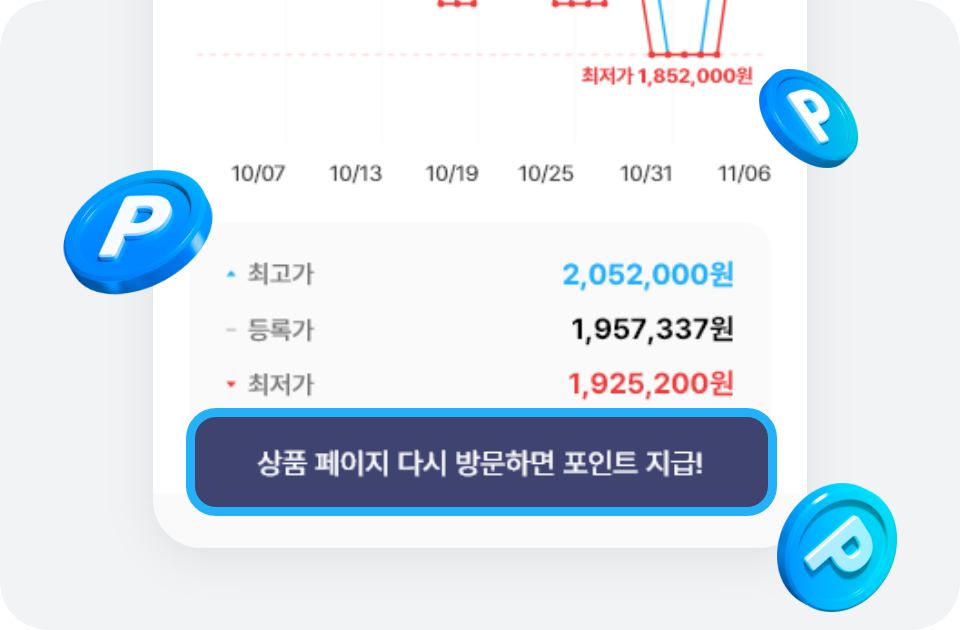 최저가 1,852,000원
10/07 10/13 10/19 10/25 10/31 11/06
최고가 2,052,000원
등록가 1,957,337원
최저가 1,925,200원
상품 페이지 다시 방문하면 포인트 지급!
P
P
P